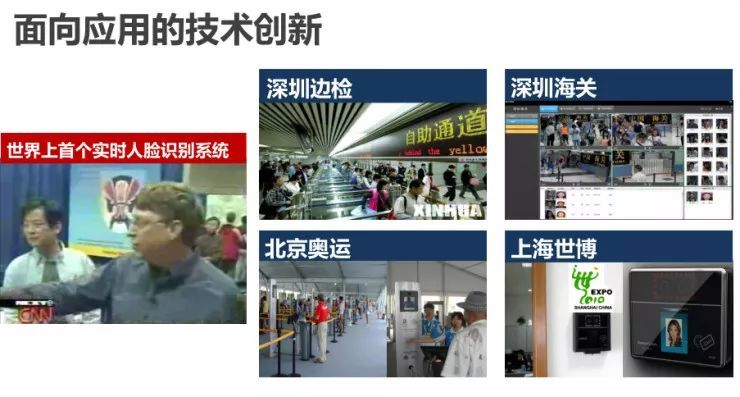 面向应用的技术创新
世界上首个实时人脸识别系统
CNN
深圳边检
自助通道
behind the yellow
XINHUA
深圳海关
北京奥运
上海世博
EXPO
2010
SHANGHAI CHINA